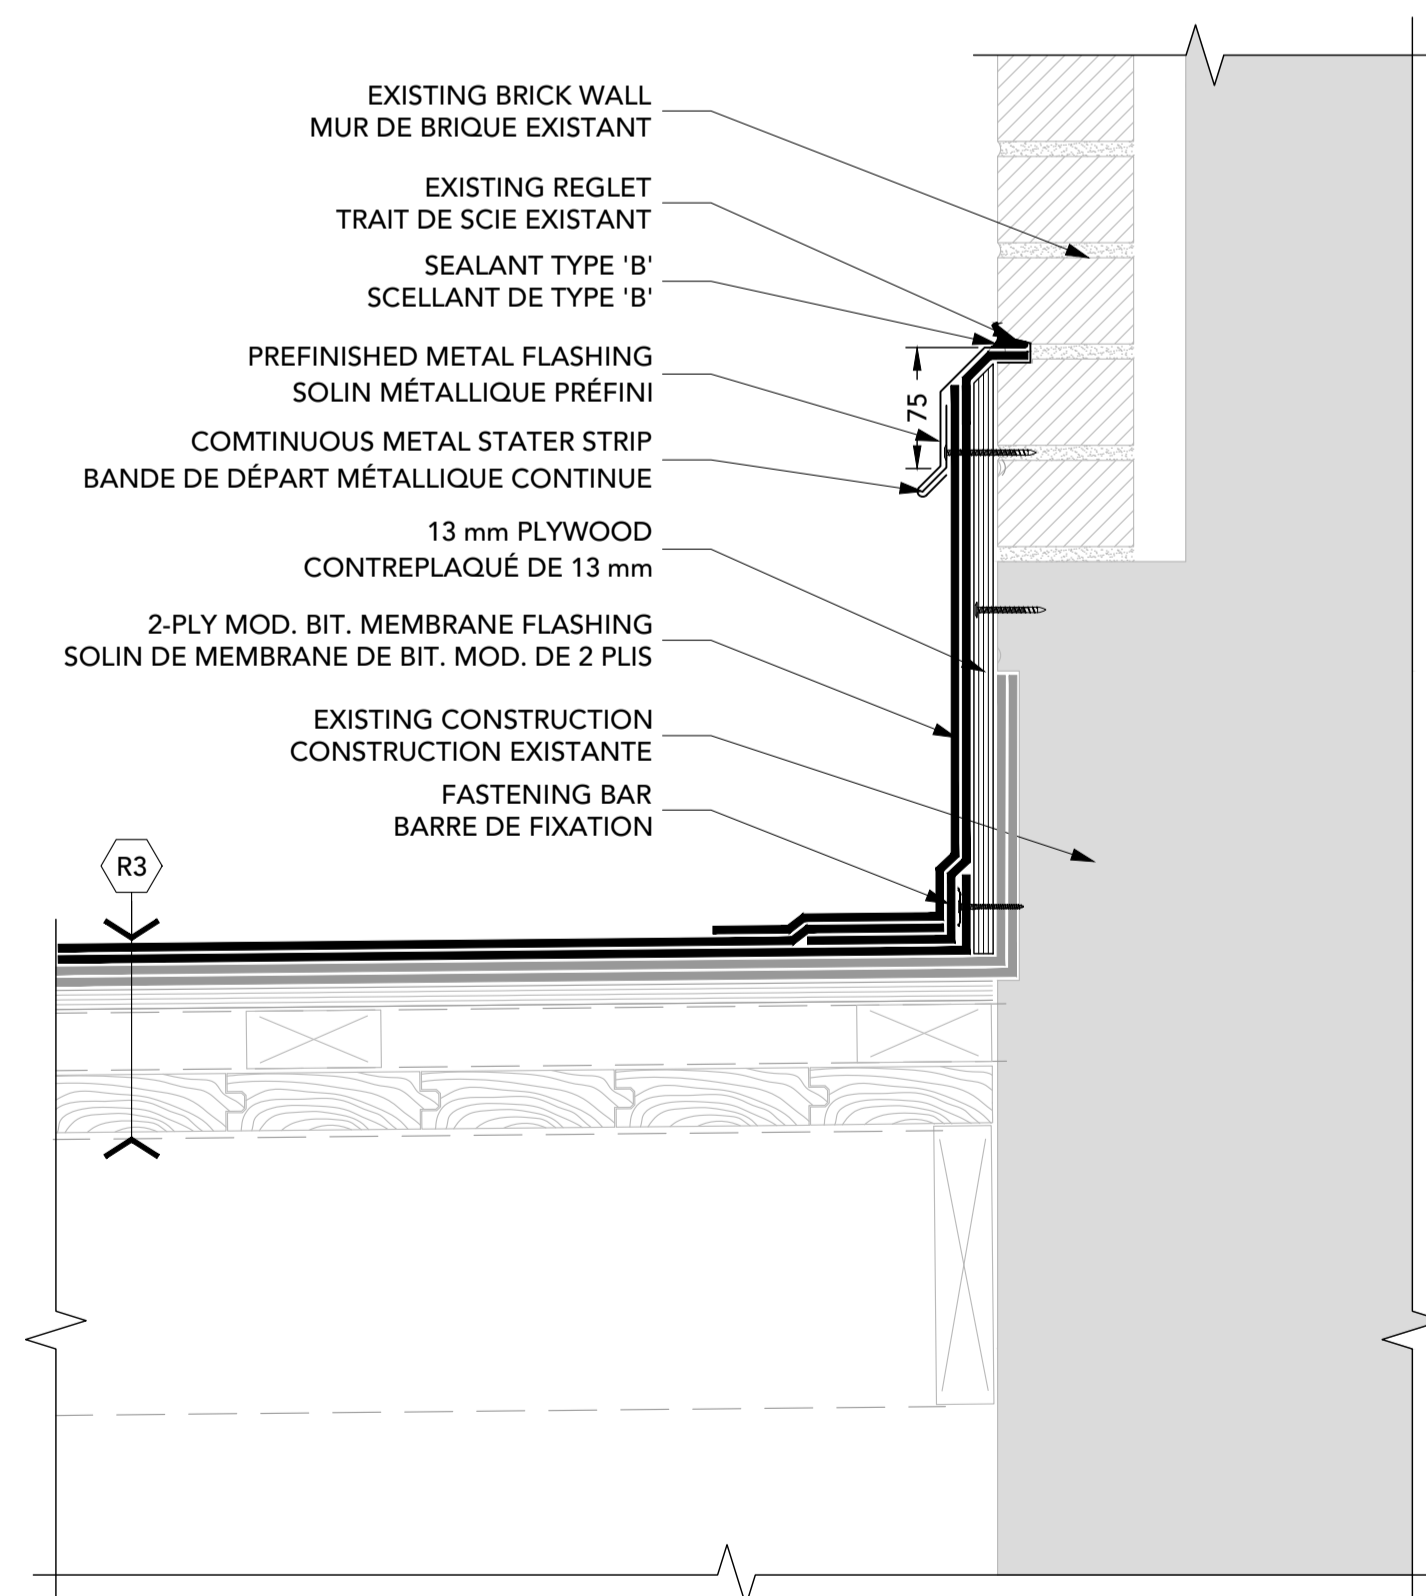 EXISTING BRICK WALL
MUR DE BRIQUE EXISTANT
EXISTING REGLET
TRAIT DE SCIE EXISTANT
SEALANT TYPE 'B'
SCELLANT DE TYPE 'B'
PREFINISHED METAL FLASHING
SOLIN MÉTALLIQUE PRÉFINI
75
COMTINUOUS METAL STATER STRIP
BANDE DE DÉPART MÉTALLIQUE CONTINUE
13 mm PLYWOOD
CONTREPLAQUÉ DE 13 mm
2-PLY MOD. BIT. MEMBRANE FLASHING
SOLIN DE MEMBRANE DE BIT. MOD. DE 2 PLIS
EXISTING CONSTRUCTION
CONSTRUCTION EXISTANTE
FASTENING BAR
BARRE DE FIXATION
R3